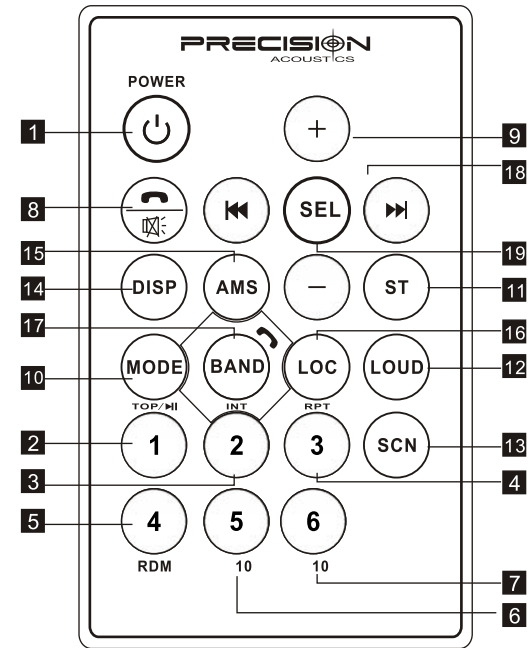 PRECISION
ACOUSTICS
POWER
1
+
9
18
8
SEL
15
19
14
DISP
AMS
−
ST
11
17
16
10
MODE
BAND
LOC
LOUD
12
TOP/
INT
RPT
2
1
2
3
SCN
13
3
4
5
4
5
6
RDM
10
10
7
6